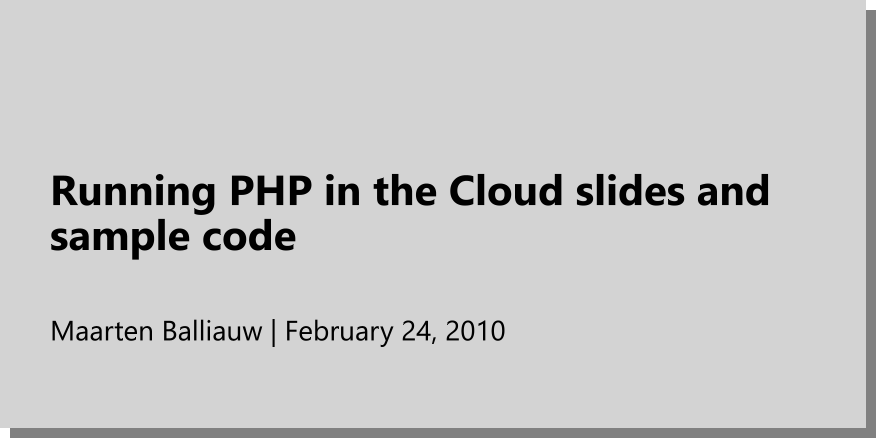 Running PHP in the Cloud slides and
sample code
Maarten Balliauw | February 24, 2010